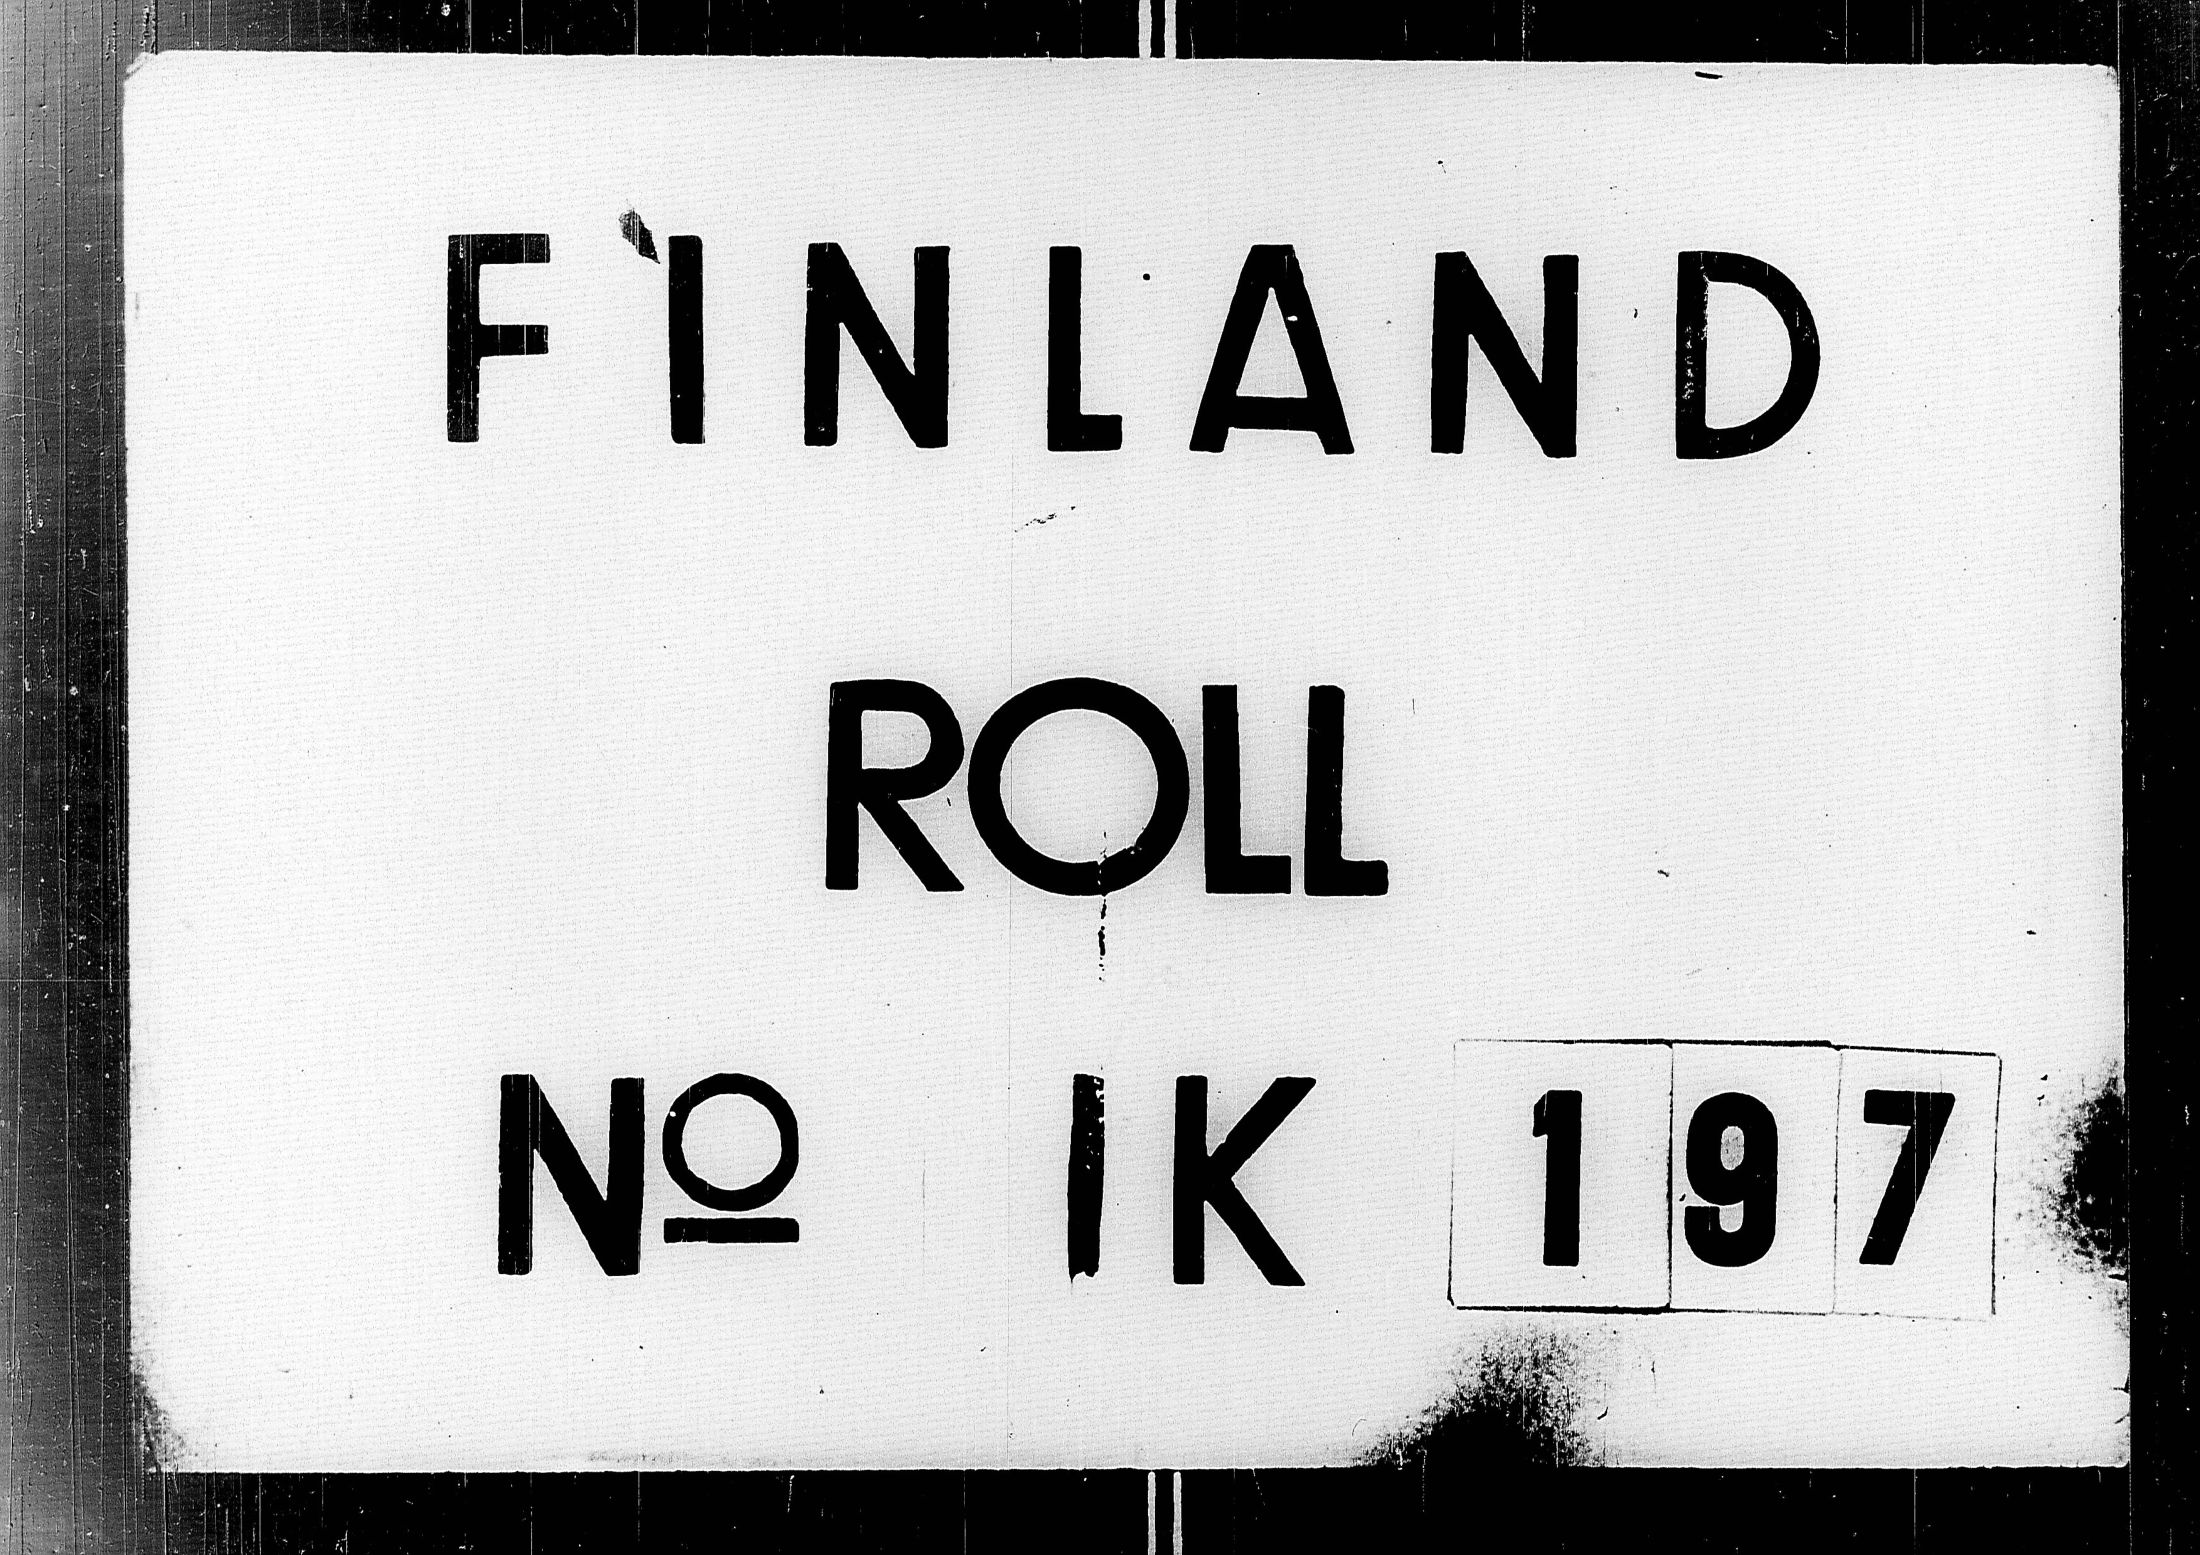 FINLAND
ROLL
Nº IK 197